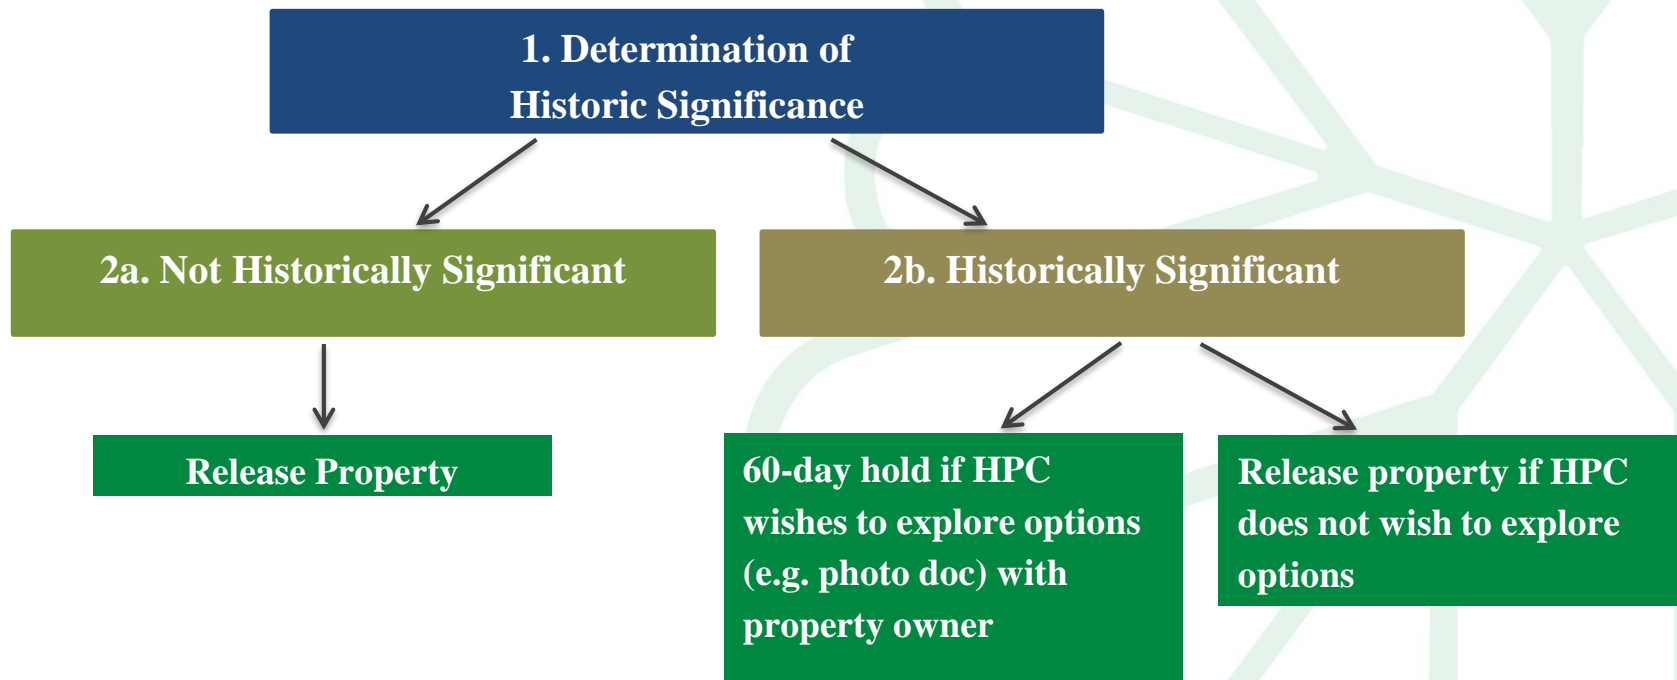 1. Determination of
Historic Significance
2a. Not Historically Significant
2b. Historically Significant
Release Property
60-day hold if HPC
wishes to explore options
(e.g. photo doc) with
property owner
Release property if HPC
does not wish to explore
options